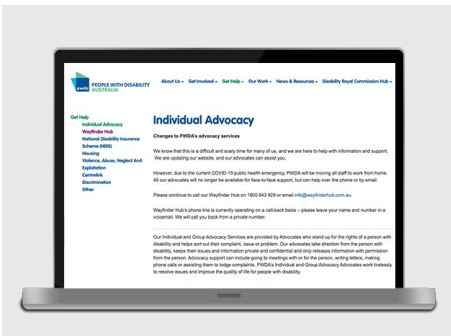 pwda PEOPLE WITH DISABILITY
AUSTRALIA
About Us Get Involved Get Help Our Work News & Resources Disability Royal Commission Hub
Get Help
Individual Advocacy
Wayfinder Hub
National Disability Insurance
Scheme (NDIS)
Housing
Violence, Abuse, Neglect And
Exploitation
Centrelink
Discrimination
Other
Individual Advocacy
Changes to PWDA's advocacy services
We know that this is a difficult and scary time for many of us, and we are here to help with information and support.
We are updating our website, and our advocates can assist you.
However, due to the current COVID-19 public health emergency, PWDA will be moving all staff to work from home.
All our advocates will no longer be available for face-to-face support, but can help over the phone or by email.
Please continue to call our Wayfinder Hub on 1800 843 929 or email info@wayfinderhub.com.au.
Wayfinder Hub's phone line is currently operating on a call-back basis – please leave your name and number in a
voicemail. We will call you back from a private number.
Our Individual and Group Advocacy Services are provided by Advocates who stand up for the rights of a person with
disability and helps sort out their complaint, issue or problem. Our advocates take direction from the person with
disability, keeps their issues and information private and confidential and only releases information with permission
from the person. Advocacy support can include going to meetings with or for the person, writing letters, making
phone calls or assisting them to lodge complaints. PWDA's Individual and Group Advocacy Advocates work tirelessly
to resolve issues and improve the quality of life for people with disability.